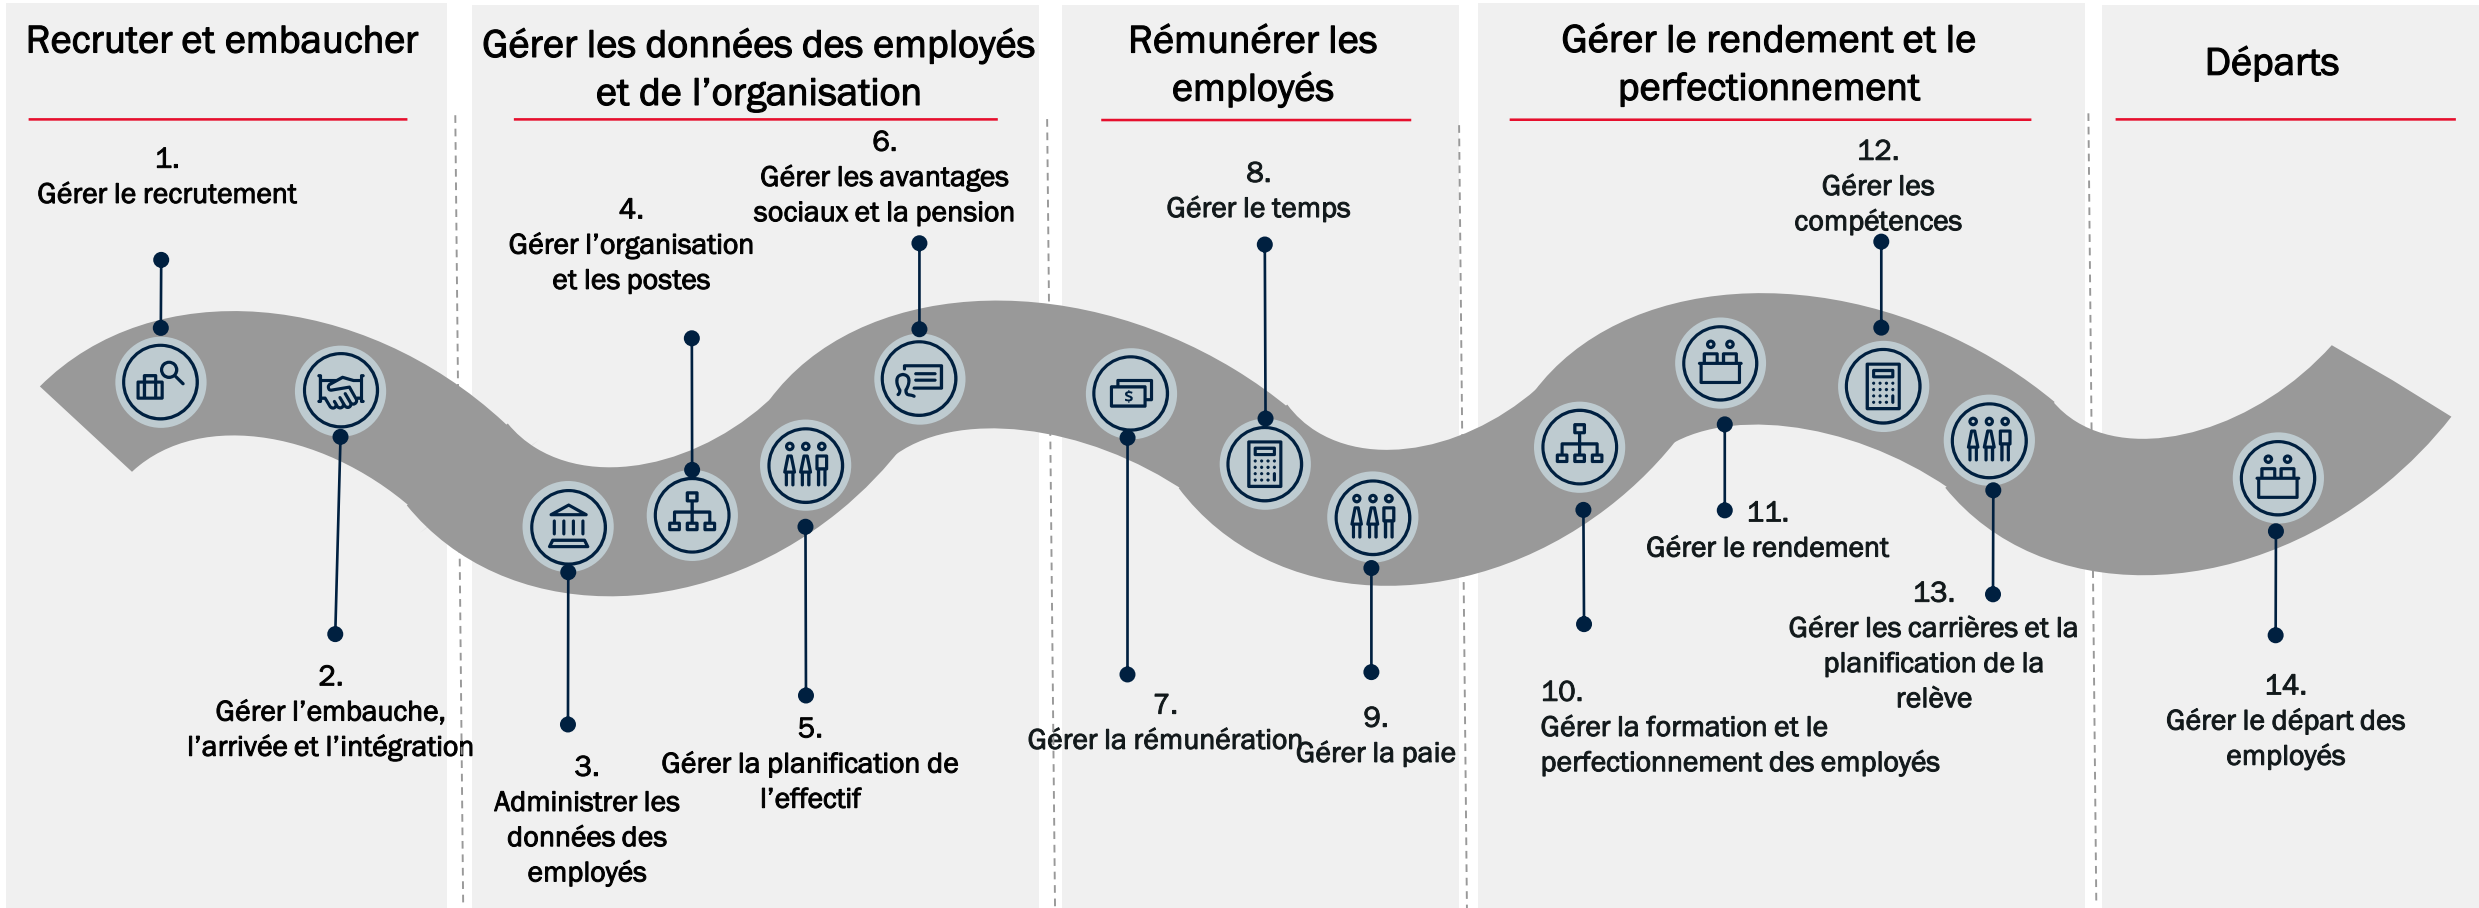 Recruter et embaucher
1.
Gérer le recrutement
2.
Gérer l’embauche,
l’arrivée et l’intégration
Gérer les données des employés
et de l’organisation
3.
Administrer les
données des
employés
4.
Gérer l’organisation
et les postes
5.
Gérer la planification de
l’effectif
6.
Gérer les avantages
sociaux et la pension
Rémunérer les
employés
7.
Gérer la rémunération
$
8.
Gérer le temps
9.
Gérer la paie
Gérer le rendement et le
perfectionnement
10.
Gérer la formation et le
perfectionnement des employés
11.
Gérer le rendement
12.
Gérer les
compétences
13.
Gérer les carrières et la
planification de la
relève
Départs
14.
Gérer le départ des
employés